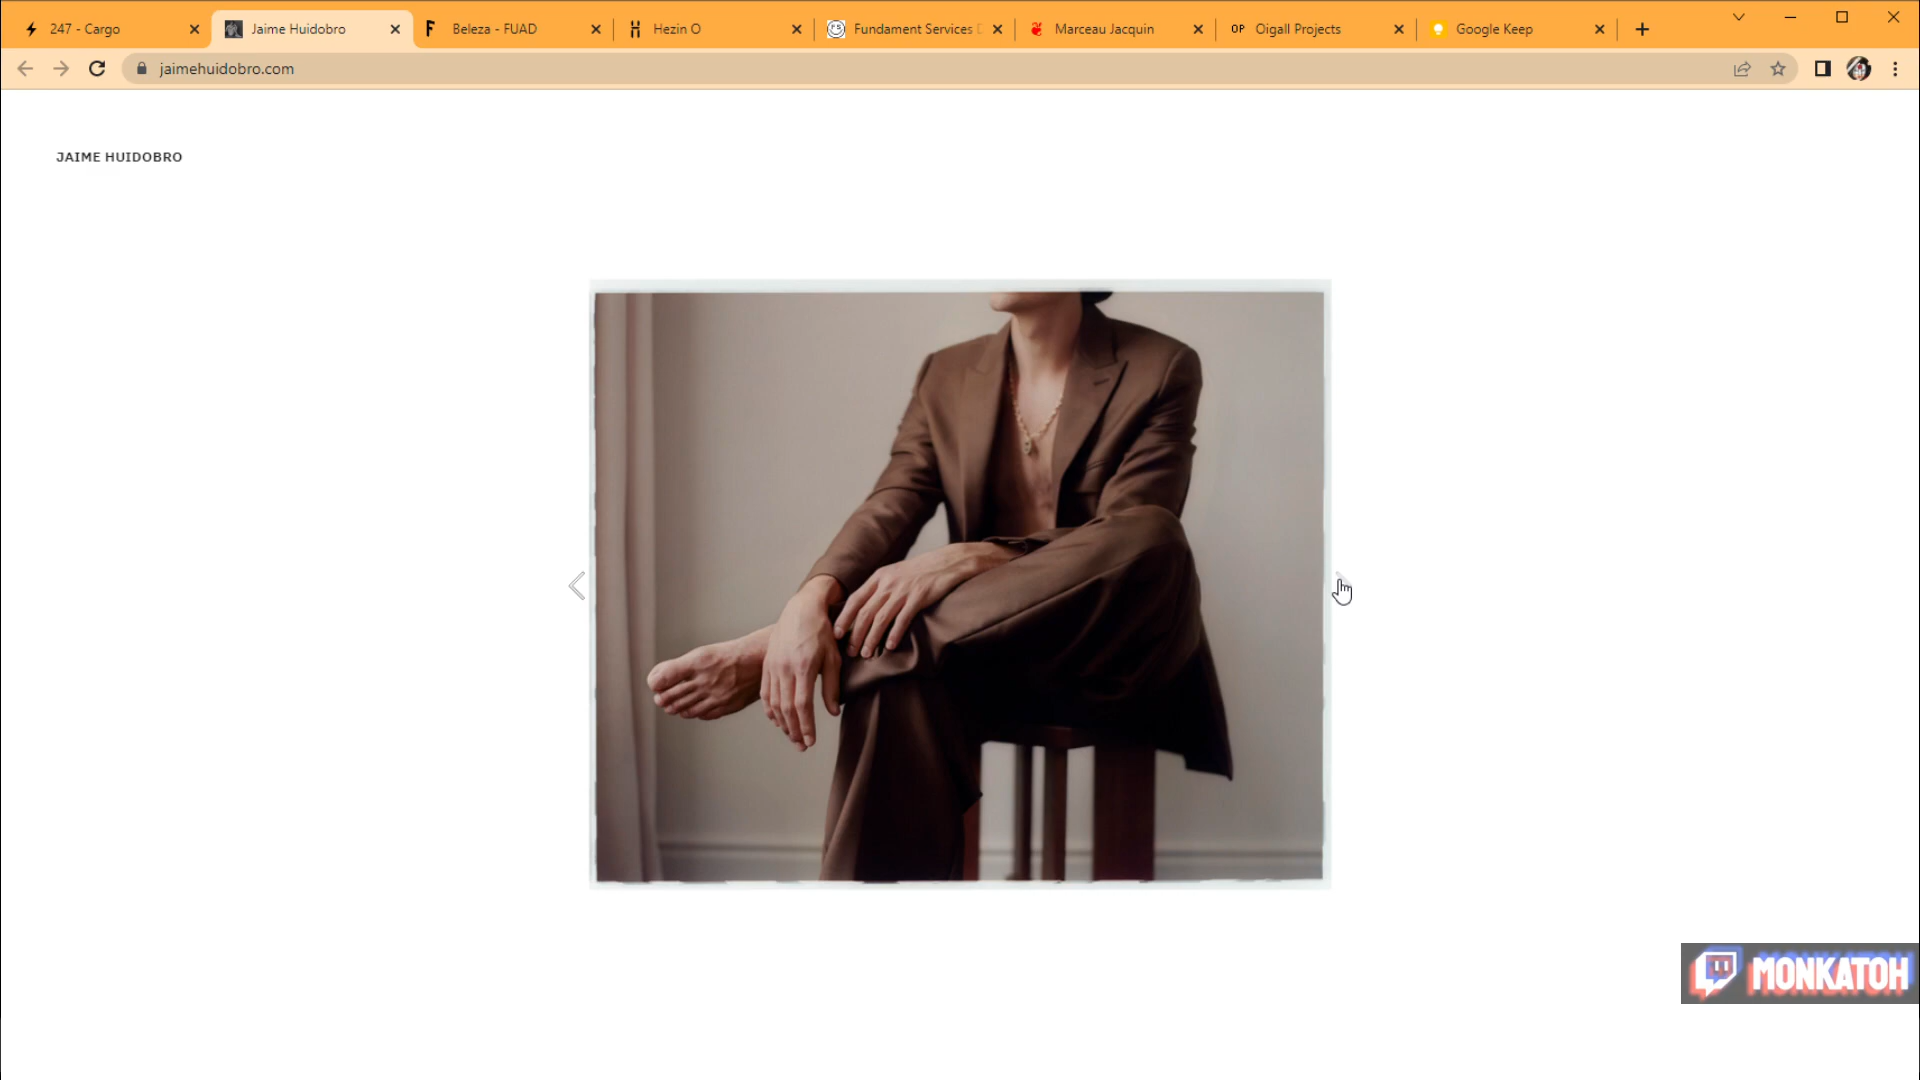 247 - Cargo
Jaime Huidobro
Beleza - FUAD
Hezin O
Fundament Services
Marceau Jacquin
OP
Oigall Projects
Google Keep
jaimehuidobro.com
JAIME HUIDOBRO
MONKATOH